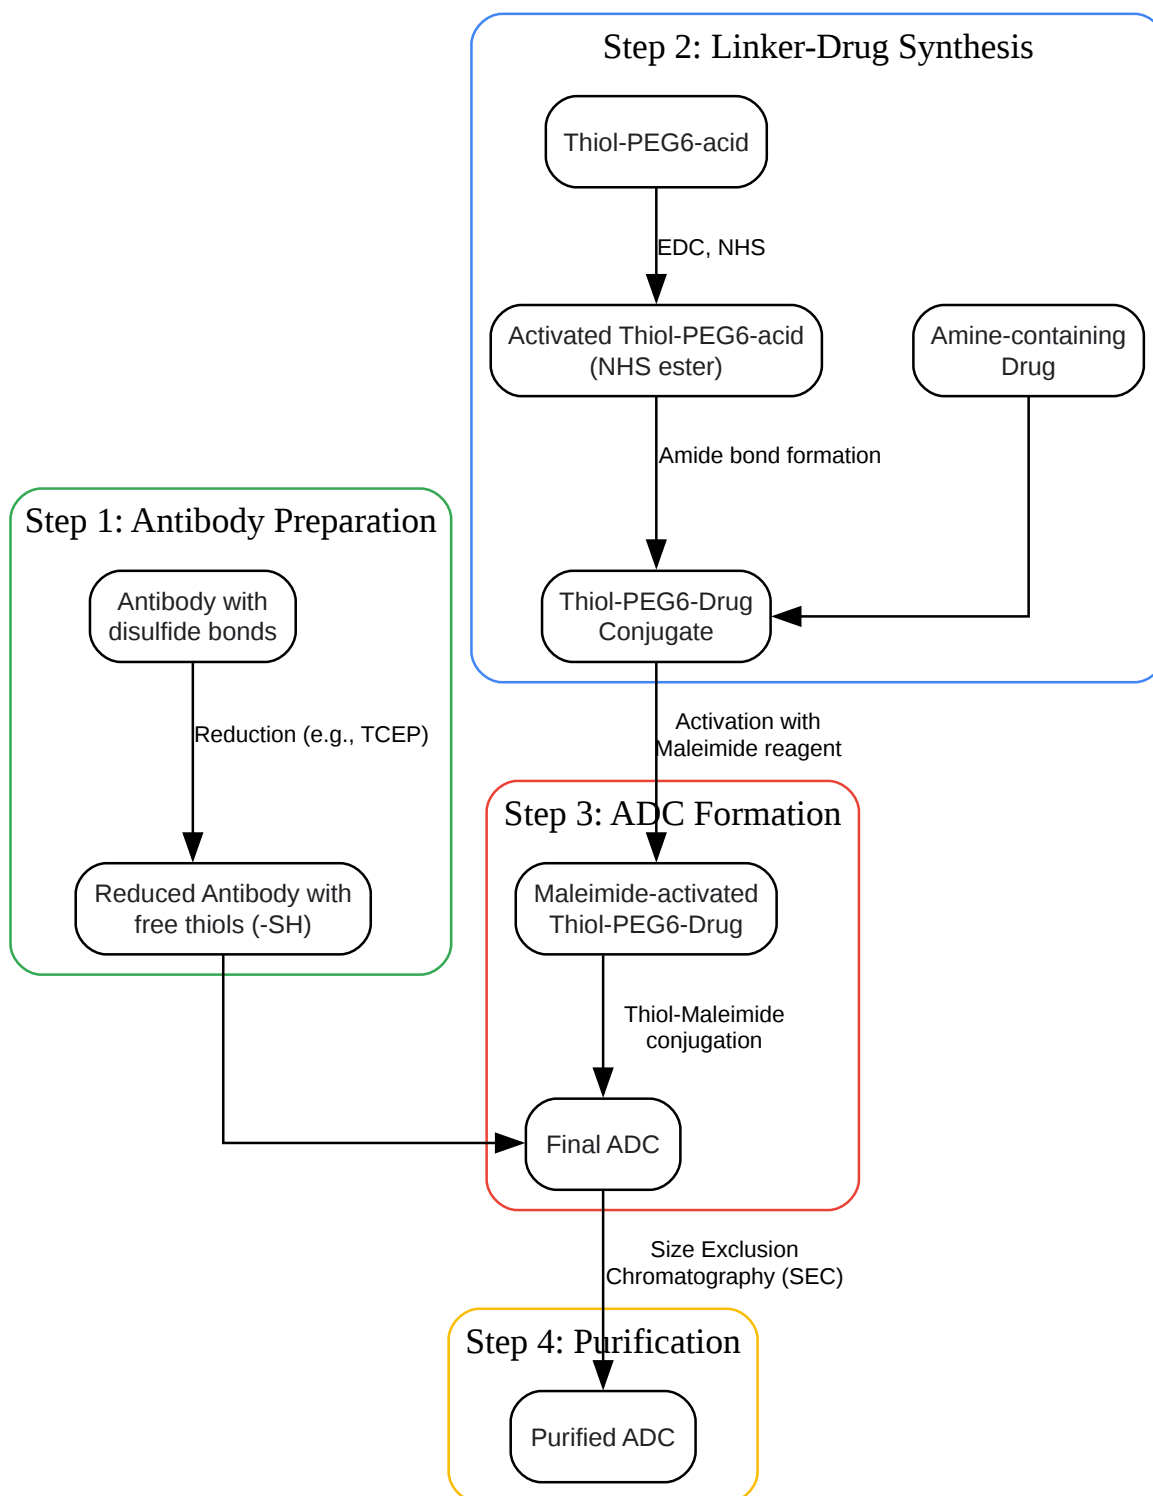 Step 2: Linker-Drug Synthesis
Thiol-PEG6-acid
EDC, NHS
Activated Thiol-PEG6-acid
(NHS ester)
Amine-containing
Drug
Amide bond formation
Thiol-PEG6-Drug
Conjugate
Step 1: Antibody Preparation
Antibody with
disulfide bonds
Reduction (e.g., TCEP)
Reduced Antibody with
free thiols (-SH)
Activation with
Maleimide reagent
Step 3: ADC Formation
Maleimide-activated
Thiol-PEG6-Drug
Thiol-Maleimide
conjugation
Final ADC
Size Exclusion
Chromatography (SEC)
Step 4: Purification
Purified ADC